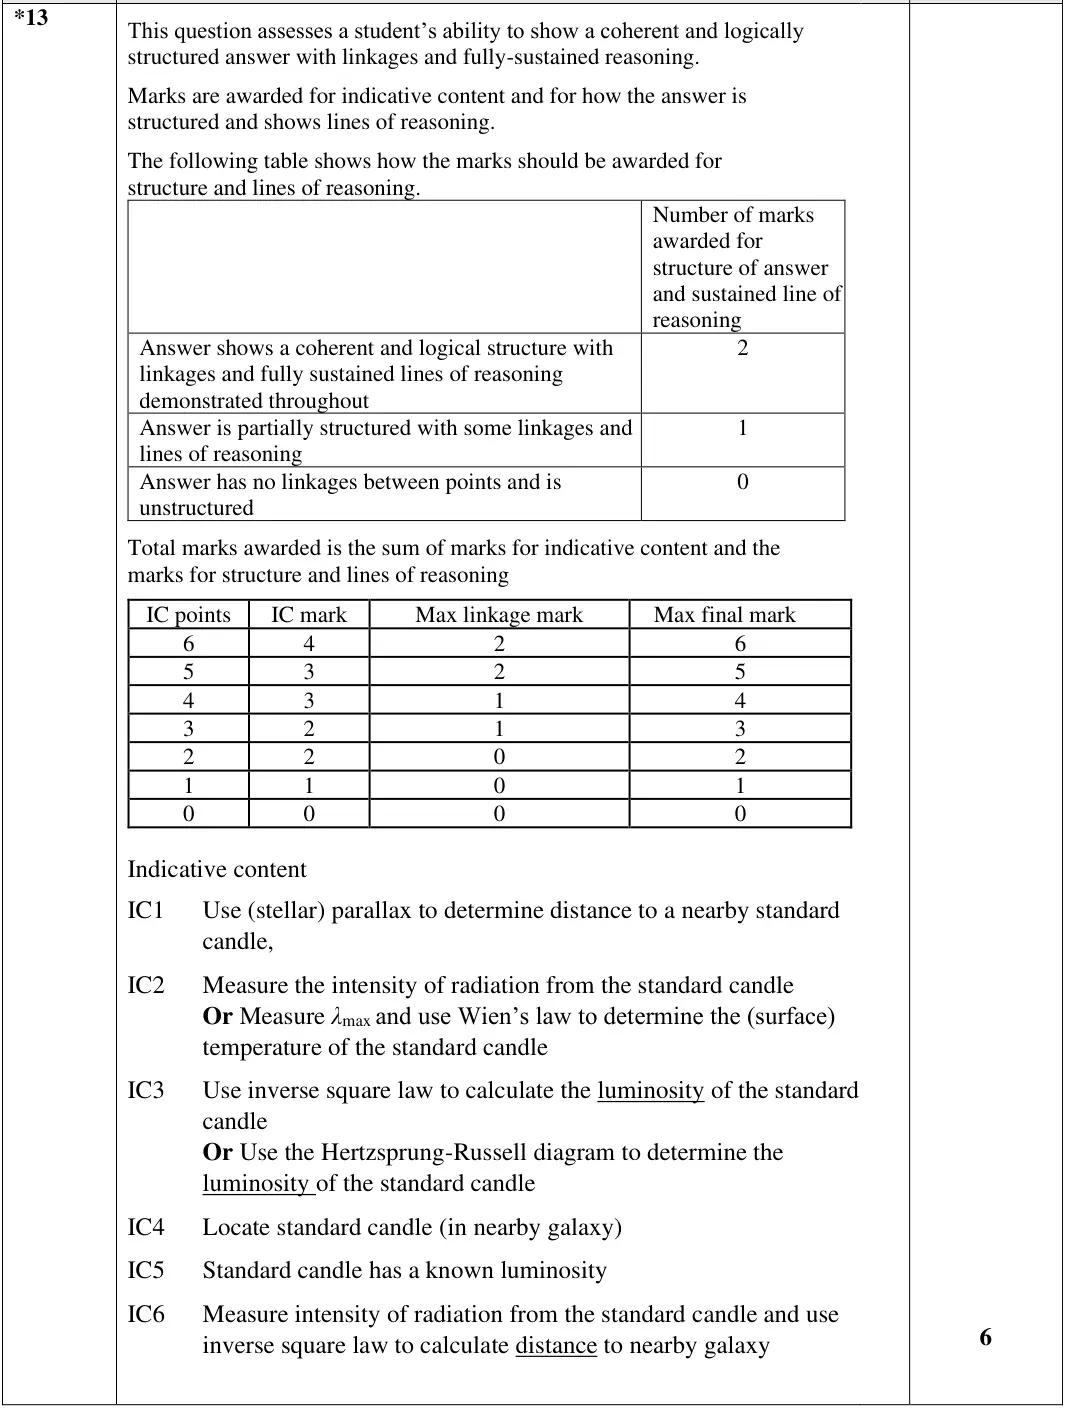 *13
This question assesses a student’s ability to show a coherent and logically
structured answer with linkages and fully-sustained reasoning.
Marks are awarded for indicative content and for how the answer is
structured and shows lines of reasoning.
The following table shows how the marks should be awarded for
structure and lines of reasoning.
Number of marks
awarded for
structure of answer
and sustained line of
reasoning
Answer shows a coherent and logical structure with 2
linkages and fully sustained lines of reasoning
demonstrated throughout
Answer is partially structured with some linkages and 1
lines of reasoning
Answer has no linkages between points and is 0
unstructured
Total marks awarded is the sum of marks for indicative content and the
marks for structure and lines of reasoning
IC points IC mark Max linkage mark Max final mark
6 4 2 6
5 3 2 5
4 3 1 4
3 2 1 3
2 2 0 2
1 1 0 1
0 0 0 0
Indicative content
IC1 Use (stellar) parallax to determine distance to a nearby standard
candle,
IC2 Measure the intensity of radiation from the standard candle
Or Measure λmax and use Wien’s law to determine the (surface)
temperature of the standard candle
IC3 Use inverse square law to calculate the luminosity of the standard
candle
Or Use the Hertzsprung-Russell diagram to determine the
luminosity of the standard candle
IC4 Locate standard candle (in nearby galaxy)
IC5 Standard candle has a known luminosity
IC6 Measure intensity of radiation from the standard candle and use
inverse square law to calculate distance to nearby galaxy
6